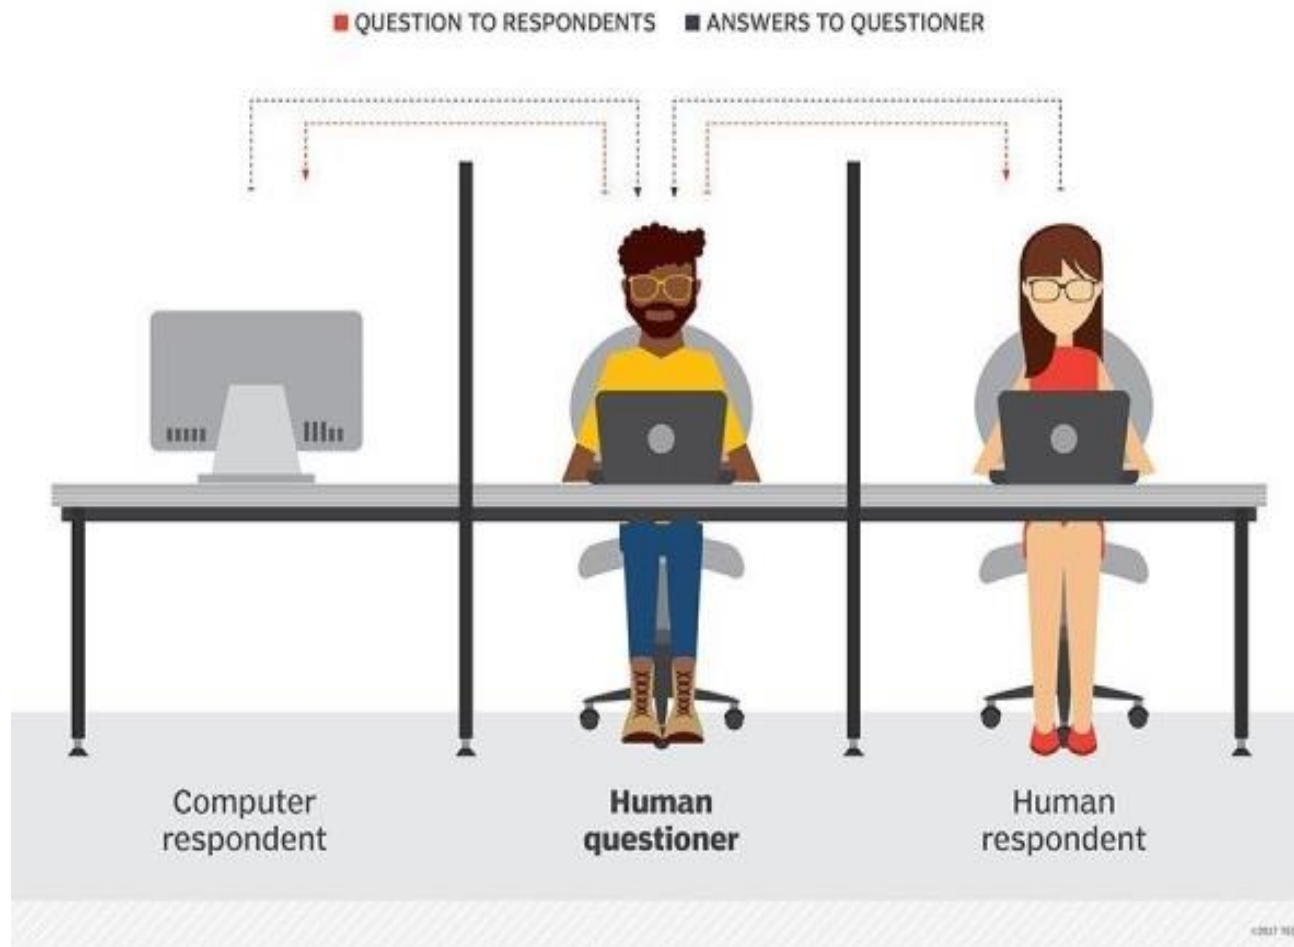 QUESTION TO RESPONDENTS ANSWERS TO QUESTIONER
Computer
respondent
Human
questioner
Human
respondent